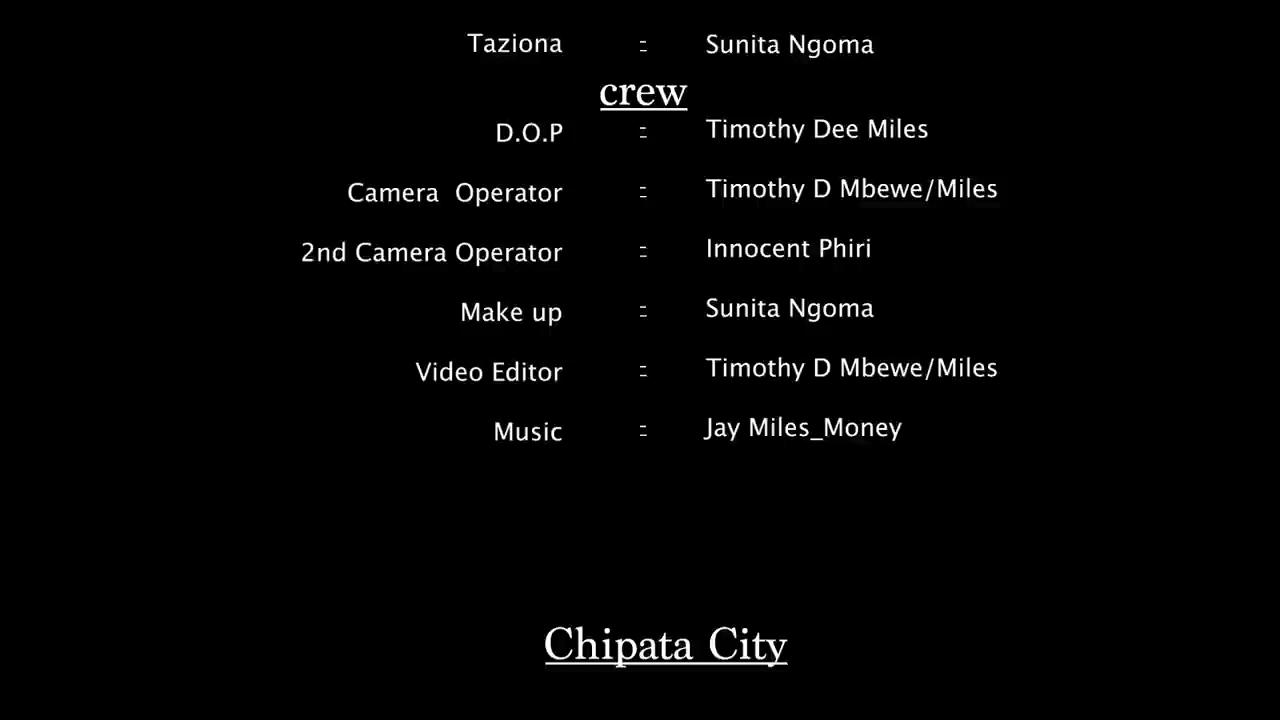 Taziona : Sunita Ngoma
crew
D.O.P : Timothy Dee Miles
Camera Operator : Timothy D Mbewe/Miles
2nd Camera Operator : Innocent Phiri
Make up : Sunita Ngoma
Video Editor : Timothy D Mbewe/Miles
Music : Jay Miles_Money
Chipata City